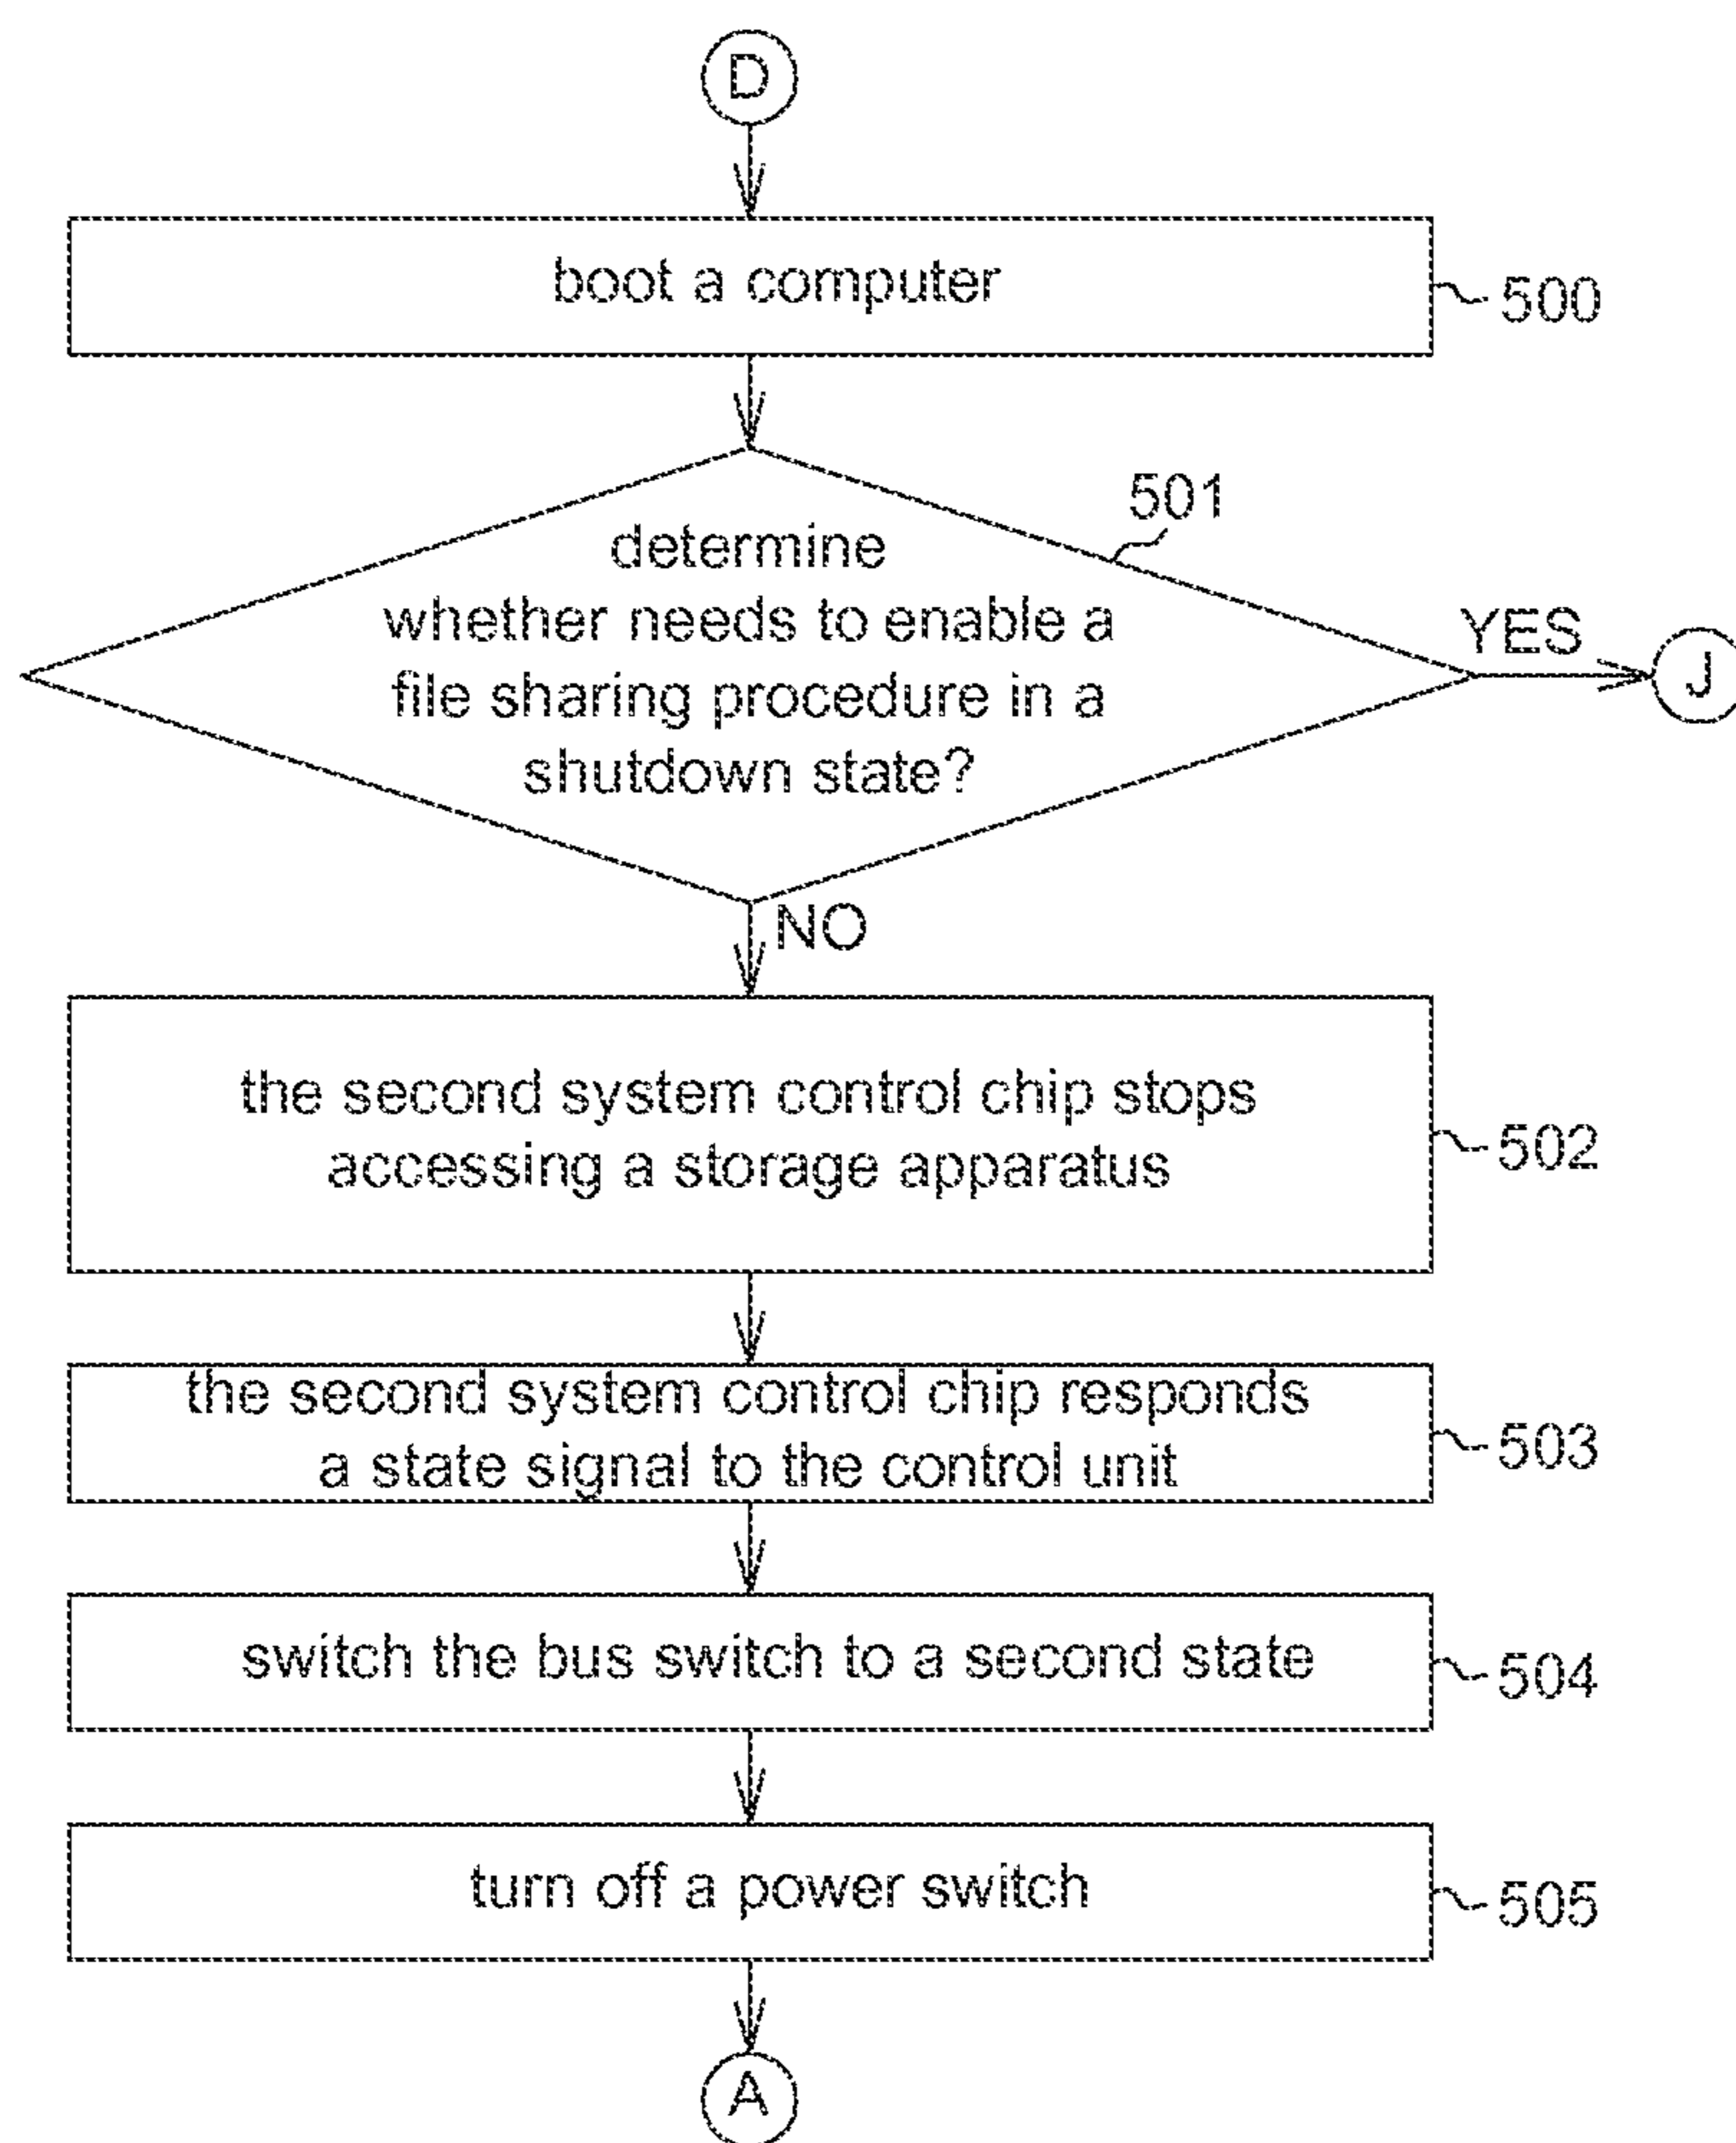 D
boot a computer
500
501
determine
whether needs to enable a
file sharing procedure in a
shutdown state?
YES
J
NO
the second system control chip stops
accessing a storage apparatus
502
the second system control chip responds
a state signal to the control unit
503
switch the bus switch to a second state
504
turn off a power switch
505
A